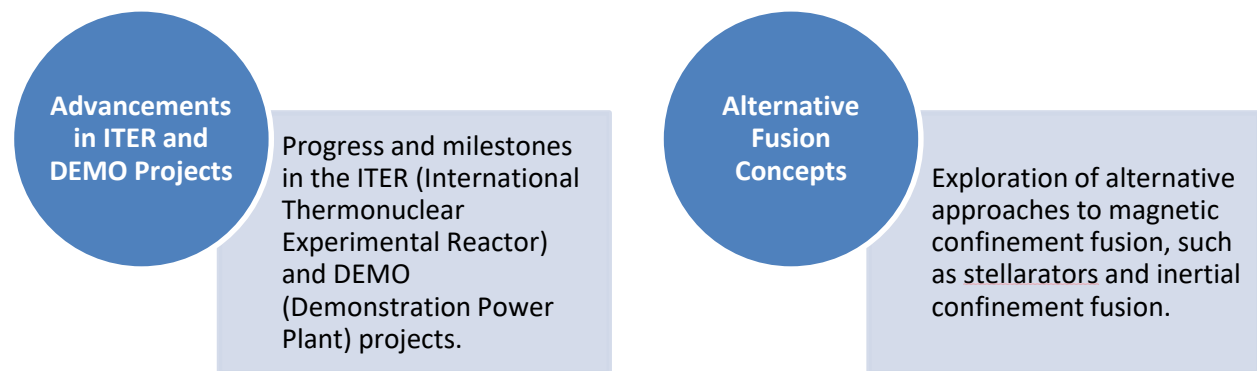 Advancements
in ITER and
DEMO Projects
Progress and milestones
in the ITER (International
Thermonuclear
Experimental Reactor)
and DEMO
(Demonstration Power
Plant) projects.
Alternative
Fusion
Concepts
Exploration of alternative
approaches to magnetic
confinement fusion, such
as stellarators and inertial
confinement fusion.